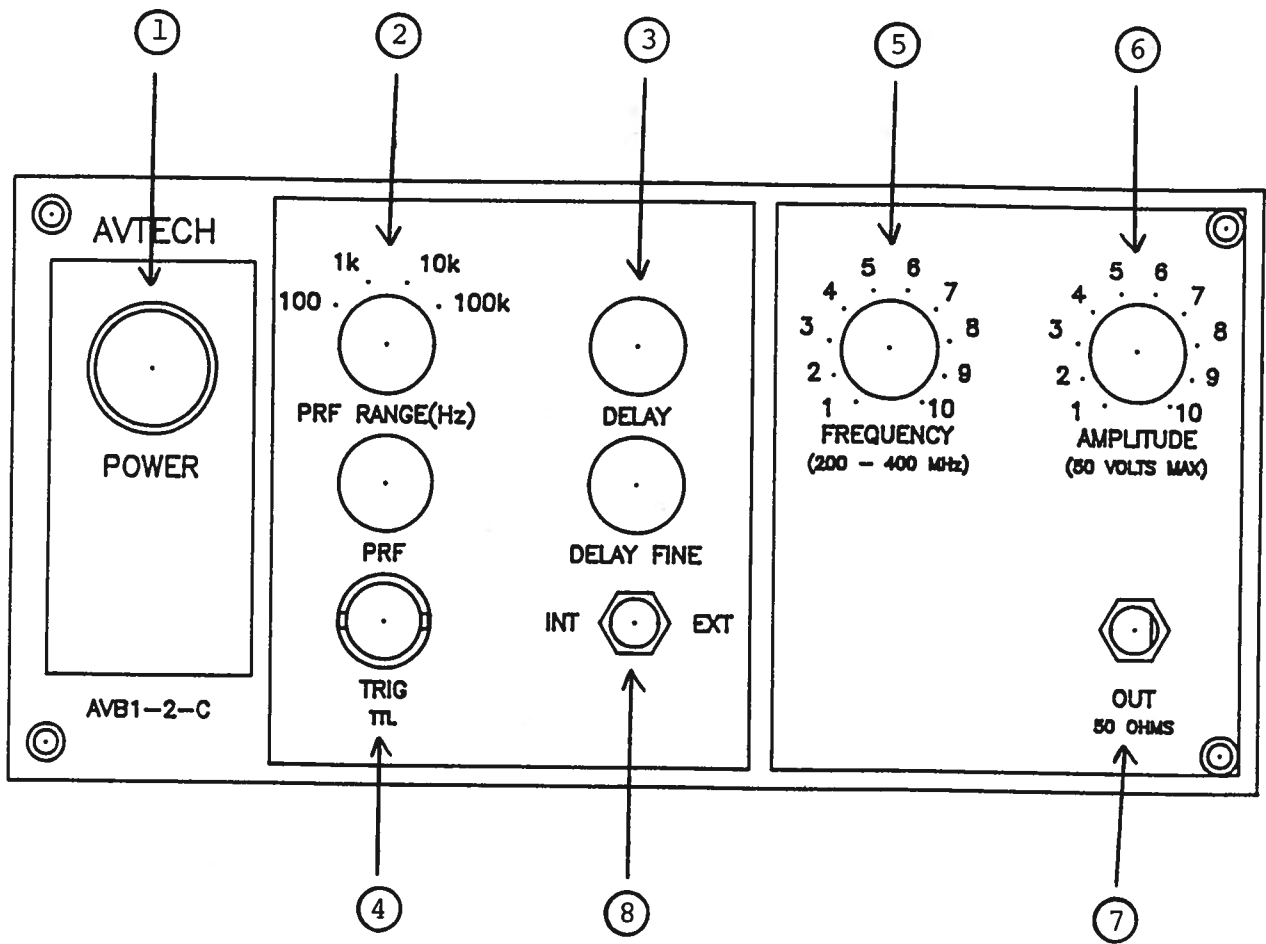 1 2 3 5 6
AVTECH
POWER
AVB1-2-C
100 1k 10k 100k
PRF RANGE(Hz)
PRF
TRIG
DELAY
DELAY FINE
INT EXT
1 2 3 4 5 6 7 8 9 10
FREQUENCY
(200 - 400 MHz)
1 2 3 4 5 6 7 8 9 10
AMPLITUDE
(50 VOLTS MAX)
OUT
50 OHMS
4 8 7